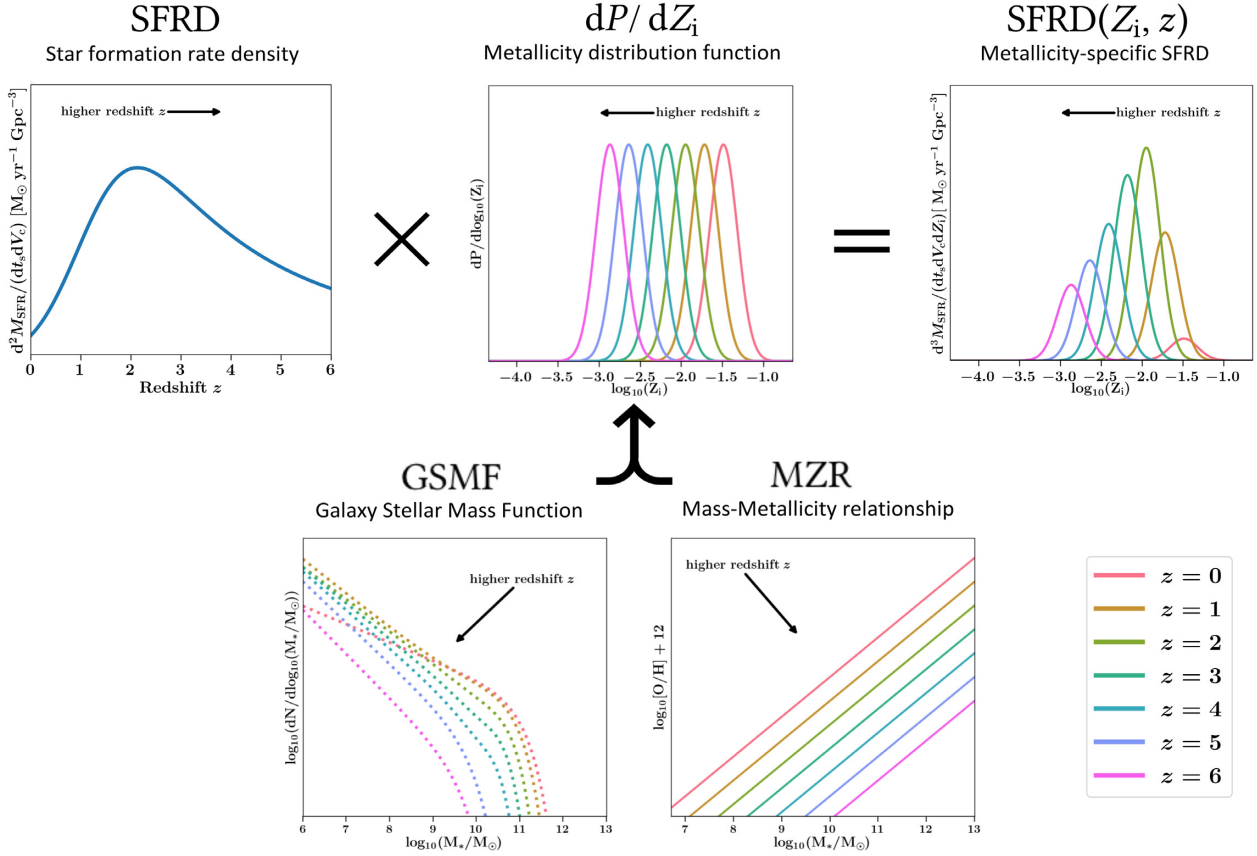 SFRD
Star formation rate density
higher redshift z
d²M_SFR/(dt_s dV_c) [M_⊙ yr⁻¹ Gpc⁻³]
0 1 2 3 4 5 6
Redshift z
×
dP/ dZ_i
Metallicity distribution function
higher redshift z
dP/dlog₁₀(Z_i)
−4.0 −3.5 −3.0 −2.5 −2.0 −1.5 −1.0
log₁₀(Z_i)
=
SFRD(Z_i, z)
Metallicity-specific SFRD
higher redshift z
d³M_SFR/(dt_s dV_c dZ_i)[ M_⊙ yr⁻¹ Gpc⁻³]
−4.0 −3.5 −3.0 −2.5 −2.0 −1.5 −1.0
log₁₀(Z_i)
GSMF
Galaxy Stellar Mass Function
higher redshift z
log₁₀(dN/dlog₁₀(M_*/M_⊙))
6 7 8 9 10 11 12 13
log₁₀(M_*/M_⊙)
MZR
Mass-Metallicity relationship
higher redshift z
log₁₀[O/H] + 12
7 8 9 10 11 12 13
log₁₀(M_*/M_⊙)
z = 0
z = 1
z = 2
z = 3
z = 4
z = 5
z = 6